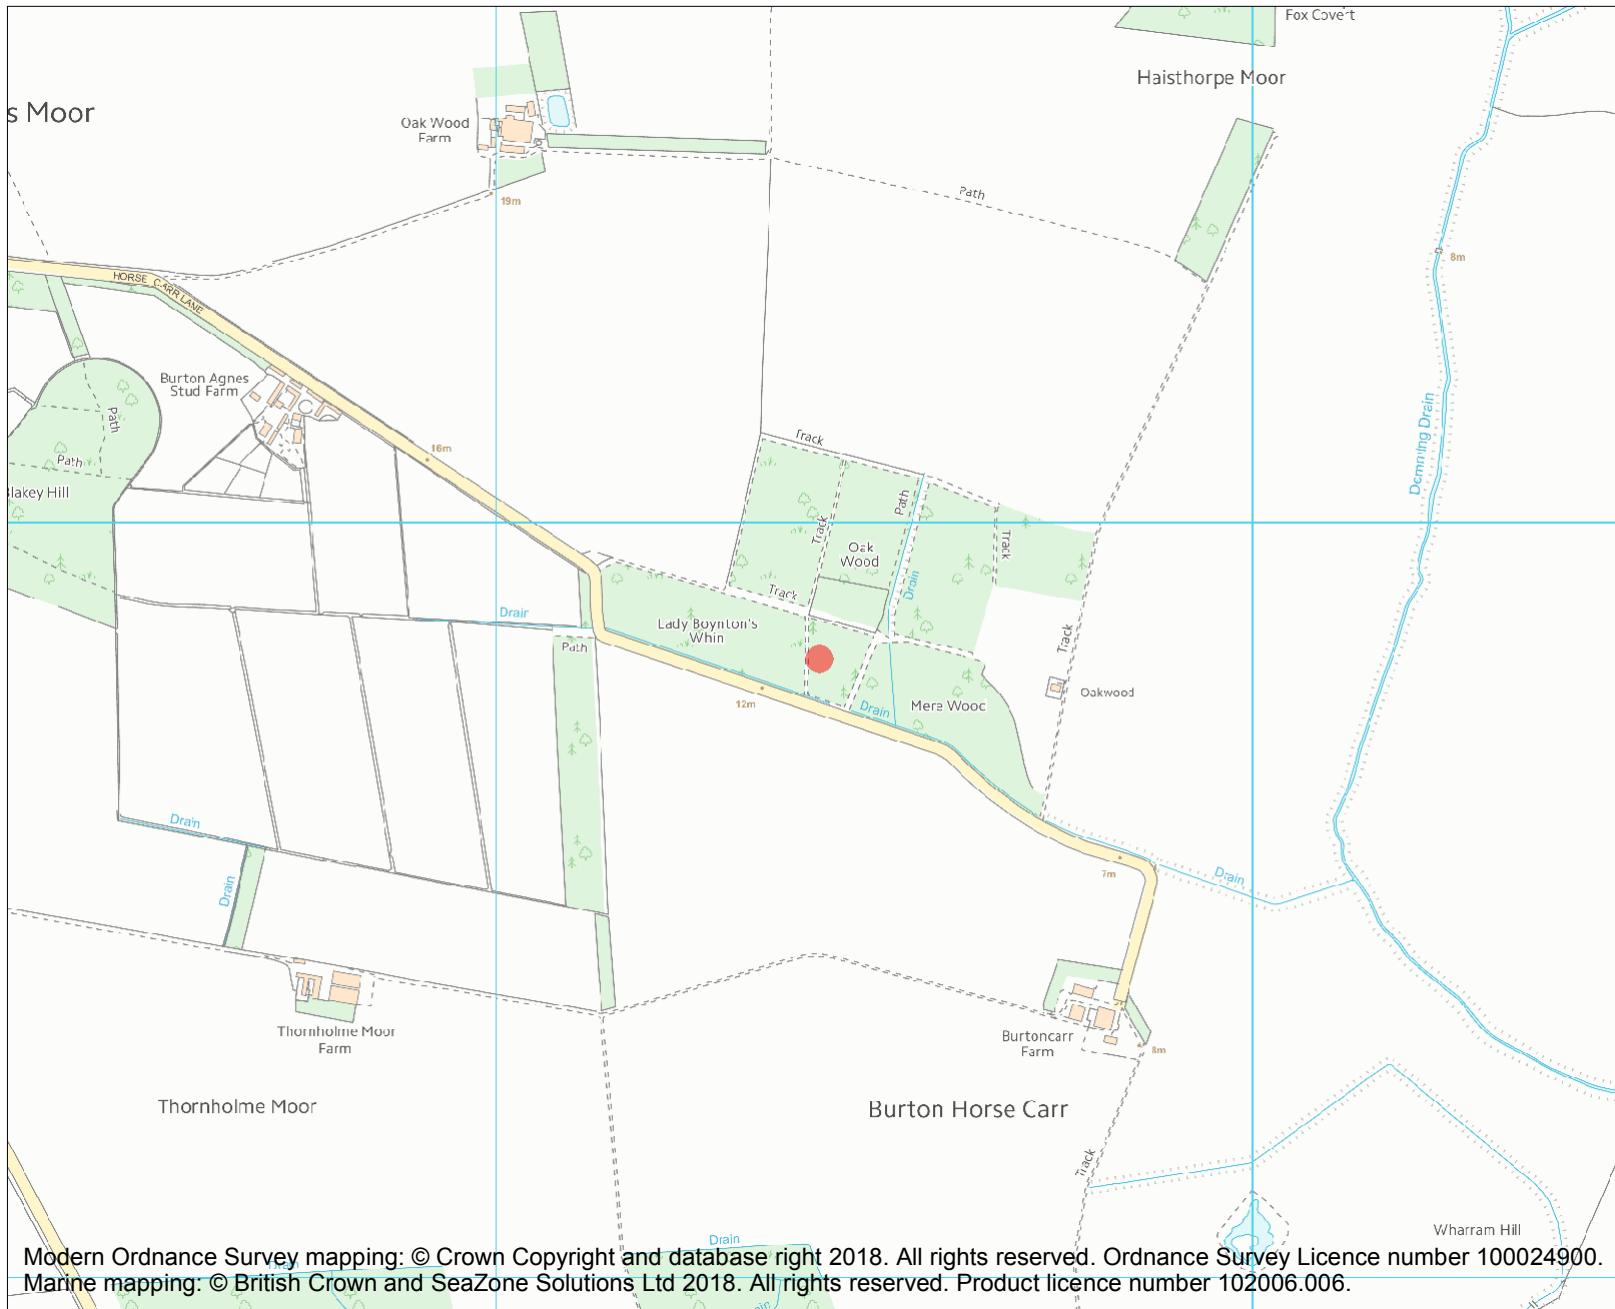 Fox Covert
Haisthorpe Moor
s Moor
Oak Wood
Farm
Path
19m
8m
HORSE CARR LANE
Burton Agnes
Stud Farm
Path
Track
16m
Path
lakey Hill
Path
Track
Track
Oak
Wood
Drain
Track
Drain
Lady Boynton's
Whin
Path
Track
Oakwood
12m
Drain
Mere Wood
Drain
7m
Drain
Drain
Thornholme Moor
Farm
Burtoncarr
Farm
8m
Thornholme Moor
Burton Horse Carr
Track
Wharram Hill
Drain
Modern Ordnance Survey mapping: © Crown Copyright and database right 2018. All rights reserved. Ordnance Survey Licence number 100024900.
Drain
Marine mapping: © British Crown and SeaZone Solutions Ltd 2018. All rights reserved. Product licence number 102006.006.